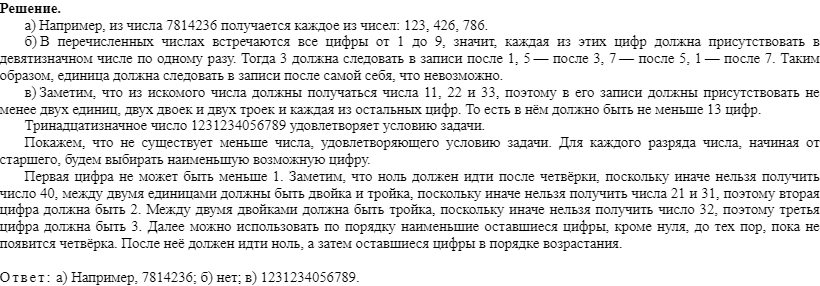 Решение.
а) Например, из числа 7814236 получается каждое из чисел: 123, 426, 786.
б) В перечисленных числах встречаются все цифры от 1 до 9, значит, каждая из этих цифр должна присутствовать в
девятизначном числе по одному разу. Тогда 3 должна следовать в записи после 1, 5 — после 3, 7 — после 5, 1 — после 7. Таким
образом, единица должна следовать в записи после самой себя, что невозможно.
в) Заметим, что из искомого числа должны получаться числа 11, 22 и 33, поэтому в его записи должны присутствовать не
менее двух единиц, двух двоек и двух троек и каждая из остальных цифр. То есть в нём должно быть не меньше 13 цифр.
Тринадцатизначное число 1231234056789 удовлетворяет условию задачи.
Покажем, что не существует меньше числа, удовлетворяющего условию задачи. Для каждого разряда числа, начиная от
старшего, будем выбирать наименьшую возможную цифру.
Первая цифра не может быть меньше 1. Заметим, что ноль должен идти после четвёрки, поскольку иначе нельзя получить
число 40, между двумя единицами должны быть двойка и тройка, поскольку иначе нельзя получить числа 21 и 31, поэтому вторая
цифра должна быть 2. Между двумя двойками должна быть тройка, поскольку иначе нельзя получить число 32, поэтому третья
цифра должна быть 3. Далее можно использовать по порядку наименьшие оставшиеся цифры, кроме нуля, до тех пор, пока не
появится четвёрка. После неё должен идти ноль, а затем оставшиеся цифры в порядке возрастания.
Ответ: а) Например, 7814236; б) нет; в) 1231234056789.